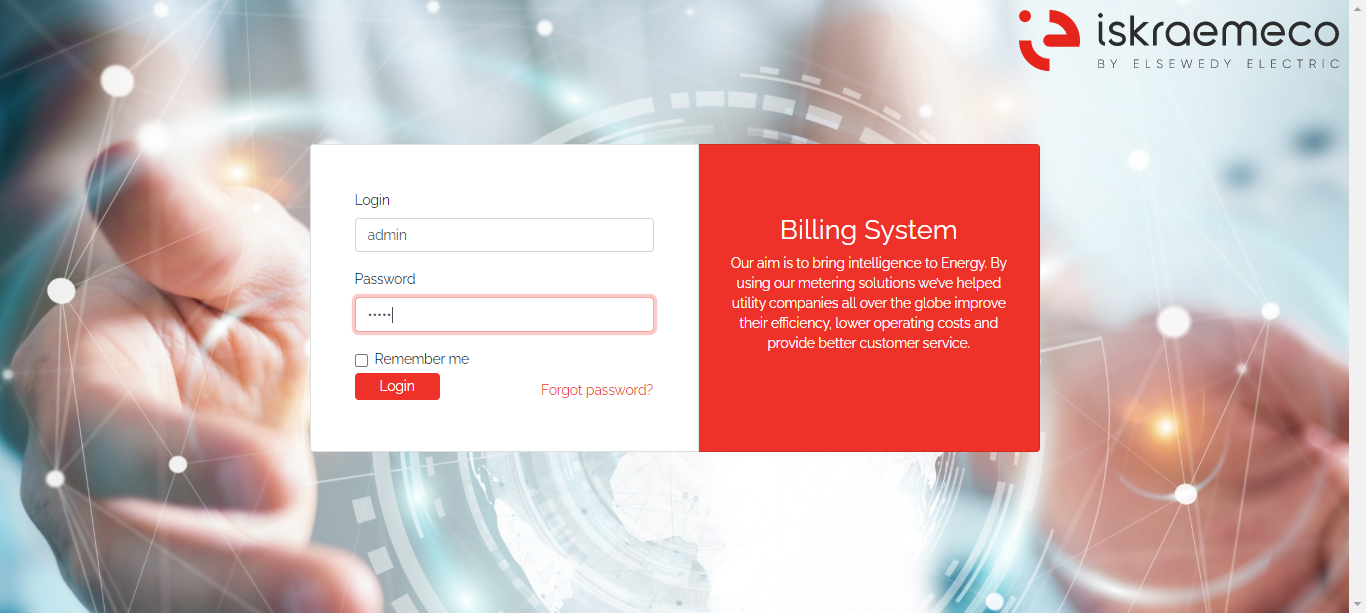 iskraemeco
BY ELSEWEDY ELECTRIC
Login
admin
Password
•••••
Remember me
Login
Forgot password?
Billing System
Our aim is to bring intelligence to Energy. By
using our metering solutions we've helped
utility companies all over the globe improve
their efficiency, lower operating costs and
provide better customer service.